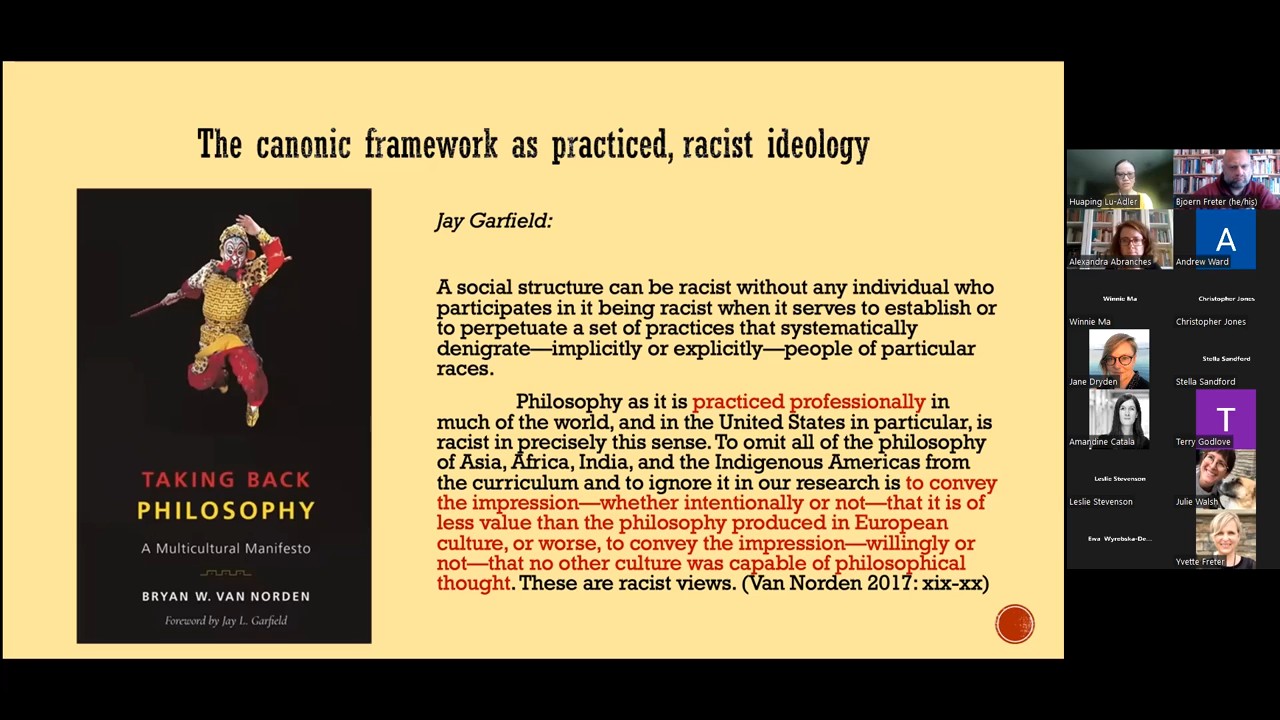 The canonic framework as practiced, racist ideology
TAKING BACK
PHILOSOPHY
A Multicultural Manifesto
BRYAN W. VAN NORDEN
Foreword by Jay L. Garfield
Jay Garfield:
A social structure can be racist without any individual who
participates in it being racist when it serves to establish or
to perpetuate a set of practices that systematically
denigrate—implicitly or explicitly—people of particular
races.
Philosophy as it is practiced professionally in
much of the world, and in the United States in particular, is
racist in precisely this sense. To omit all of the philosophy
of Asia, Africa, India, and the Indigenous Americas from
the curriculum and to ignore it in our research is to convey
the impression—whether intentionally or not—that it is of
less value than the philosophy produced in European
culture, or worse, to convey the impression—willingly or
not—that no other culture was capable of philosophical
thought. These are racist views. (Van Norden 2017: xix-xx)
Huaping Lu-Adler
Bjoern Freter (he/his)
Alexandra Abranches
A
Andrew Ward
Winnie Ma
Winnie Ma
Christopher Jones
Christopher Jones
Jane Dryden
Stella Sandford
Stella Sandford
Amandine Catala
T
Terry Godlove
Leslie Stevenson
Leslie Stevenson
Julie Walsh
Ewa Wyrebska-De...
Yvette Freter